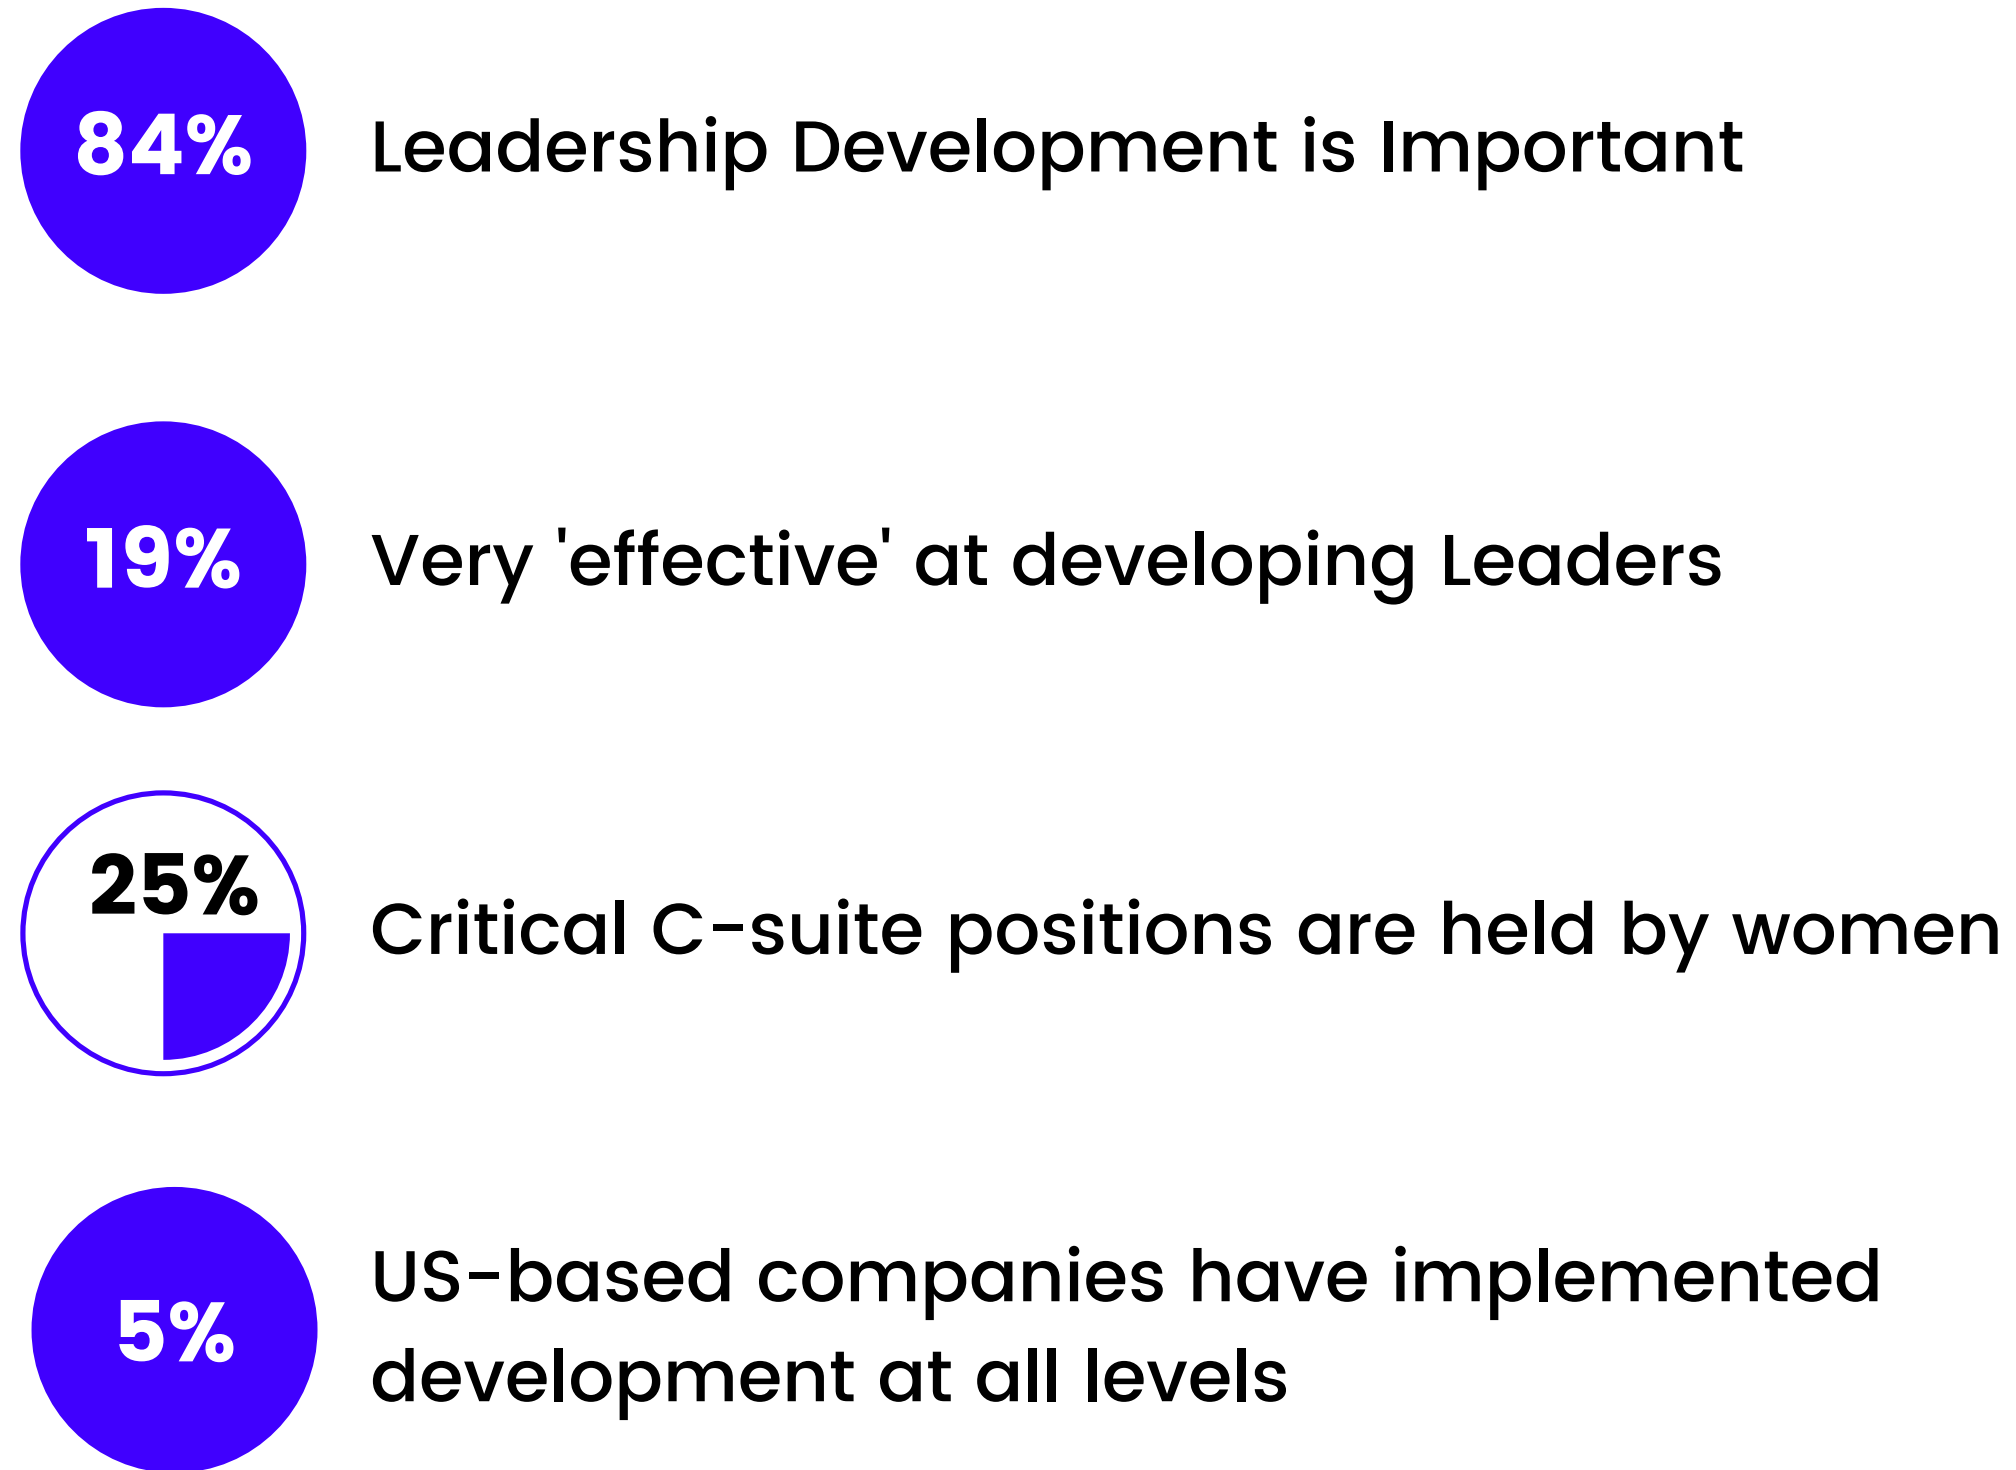 84%
Leadership Development is Important
19%
Very 'effective' at developing Leaders
25%
Critical C-suite positions are held by women
5%
US-based companies have implemented
development at all levels